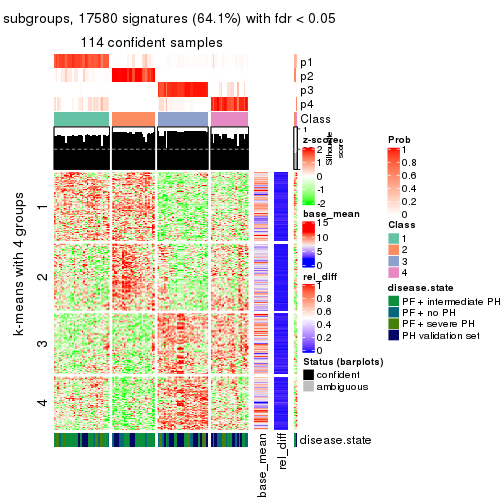 subgroups, 17580 signatures (64.1%) with fdr < 0.05
114 confident samples
p1
p2
p3
p4
Class
1
Silhouette
score
k-means with 4 groups
1
2
3
4
base_mean
rel_diff
disease.state
z-score
2
1
0
-1
-2
base_mean
15
10
5
0
rel_diff
1
0.8
0.6
0.4
0.2
0
Status (barplots)
confident
ambiguous
Prob
1
0.8
0.6
0.4
0.2
0
Class
1
2
3
4
disease.state
PF+ intermediate PH
PF+ no PH
PF+ severe PH
PH validation set